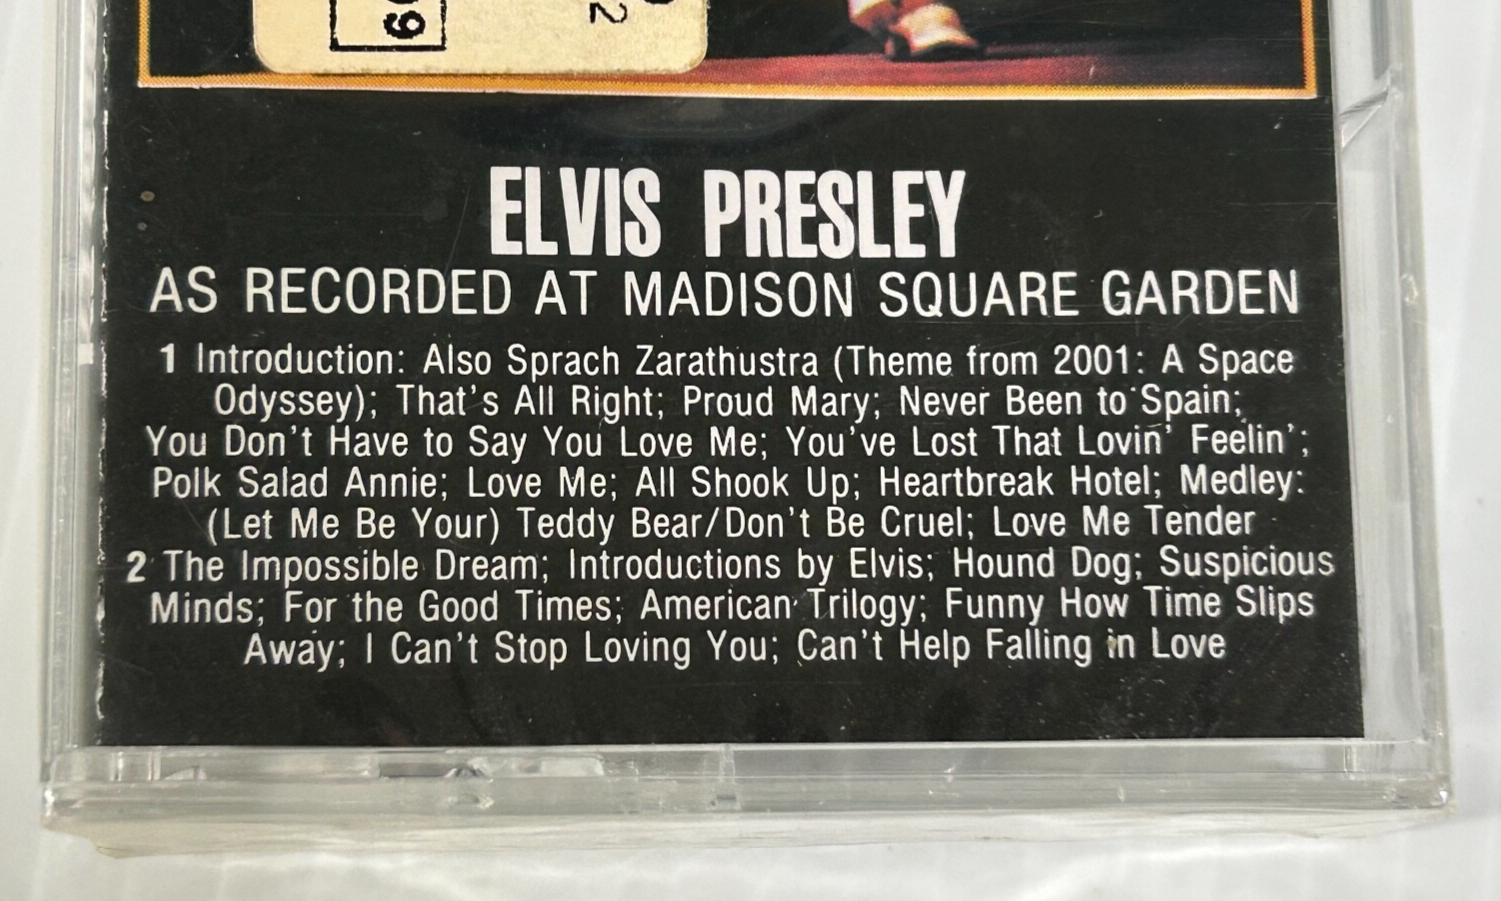 ELVIS PRESLEY
AS RECORDED AT MADISON SQUARE GARDEN
1 Introduction: Also Sprach Zarathustra (Theme from 2001: A Space
Odyssey); That's All Right; Proud Mary; Never Been to Spain;
You Don't Have to Say You Love Me; You've Lost That Lovin' Feelin';
Polk Salad Annie; Love Me; All Shook Up; Heartbreak Hotel; Medley:
(Let Me Be Your) Teddy Bear/Don't Be Cruel; Love Me Tender
2 The Impossible Dream; Introductions by Elvis; Hound Dog; Suspicious
Minds; For the Good Times; American Trilogy; Funny How Time Slips
Away; I Can't Stop Loving You; Can't Help Falling in Love